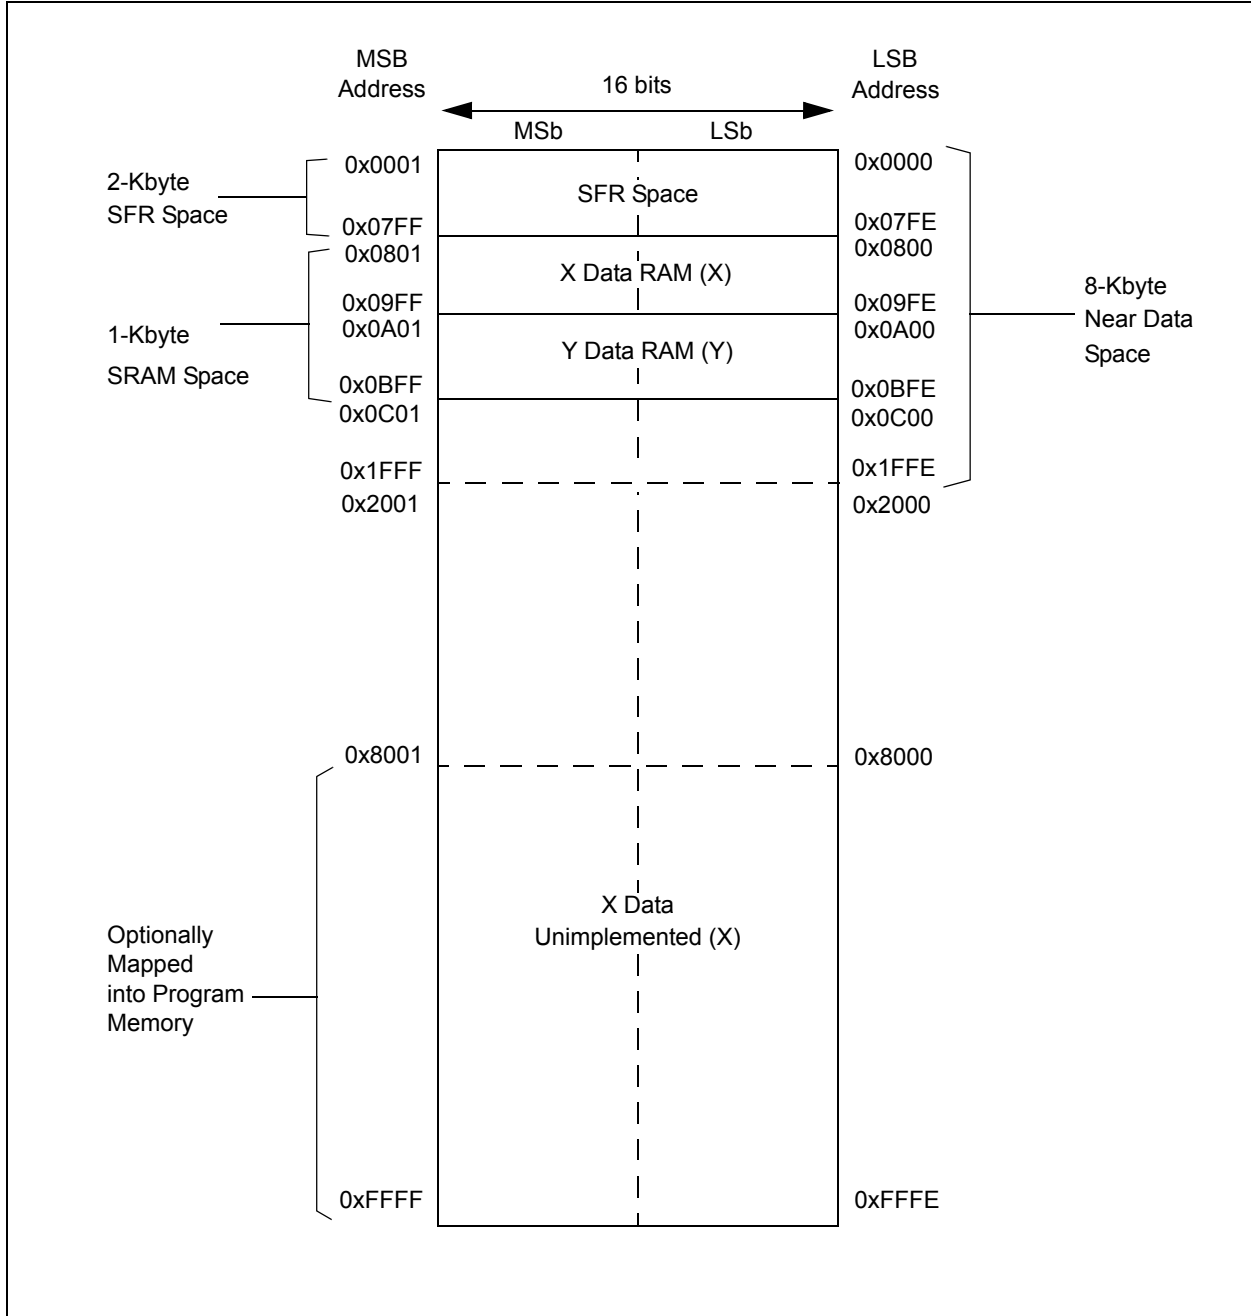 MSB
Address
LSB
Address
16 bits
MSb
LSb
0x0001
0x0000
2-Kbyte
SFR Space
SFR Space
0x07FF
0x07FE
0x0801
0x0800
X Data RAM (X)
0x09FF
0x09FE
0x0A01
0x0A00
8-Kbyte
Near Data
Space
1-Kbyte
SRAM Space
Y Data RAM (Y)
0x0BFF
0x0BFE
0x0C01
0x0C00
0x1FFF
0x1FFE
0x2001
0x2000
0x8001
0x8000
X Data
Unimplemented (X)
Optionally
Mapped
into Program
Memory
0xFFFF
0xFFFE